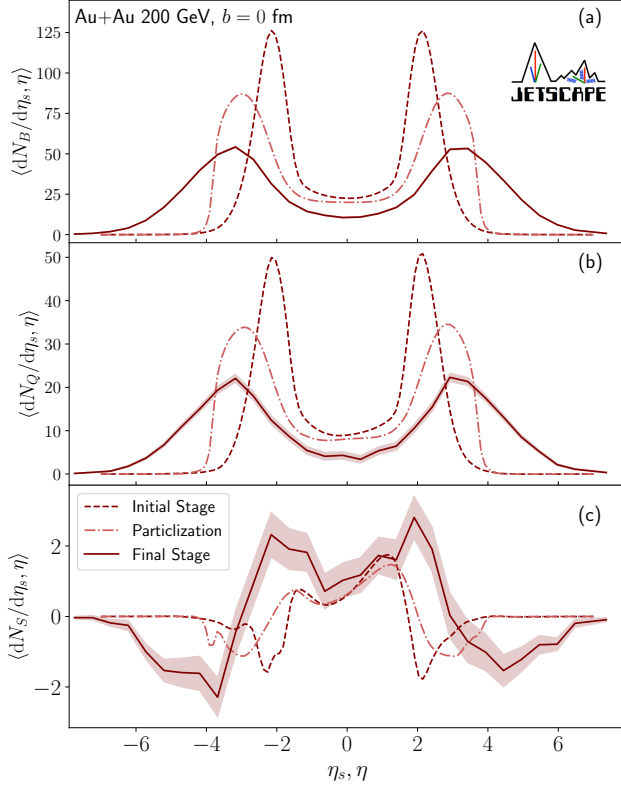 Au+Au 200 GeV, b = 0 fm
(a)
JETSCAPE
⟨dN_B/dη_s, η⟩
125
100
75
50
25
0
(b)
⟨dN_Q/dη_s, η⟩
50
40
30
20
10
0
(c)
Initial Stage
Particlization
Final Stage
⟨dN_S/dη_s, η⟩
2
0
−2
−6 −4 −2 0 2 4 6
η_s, η